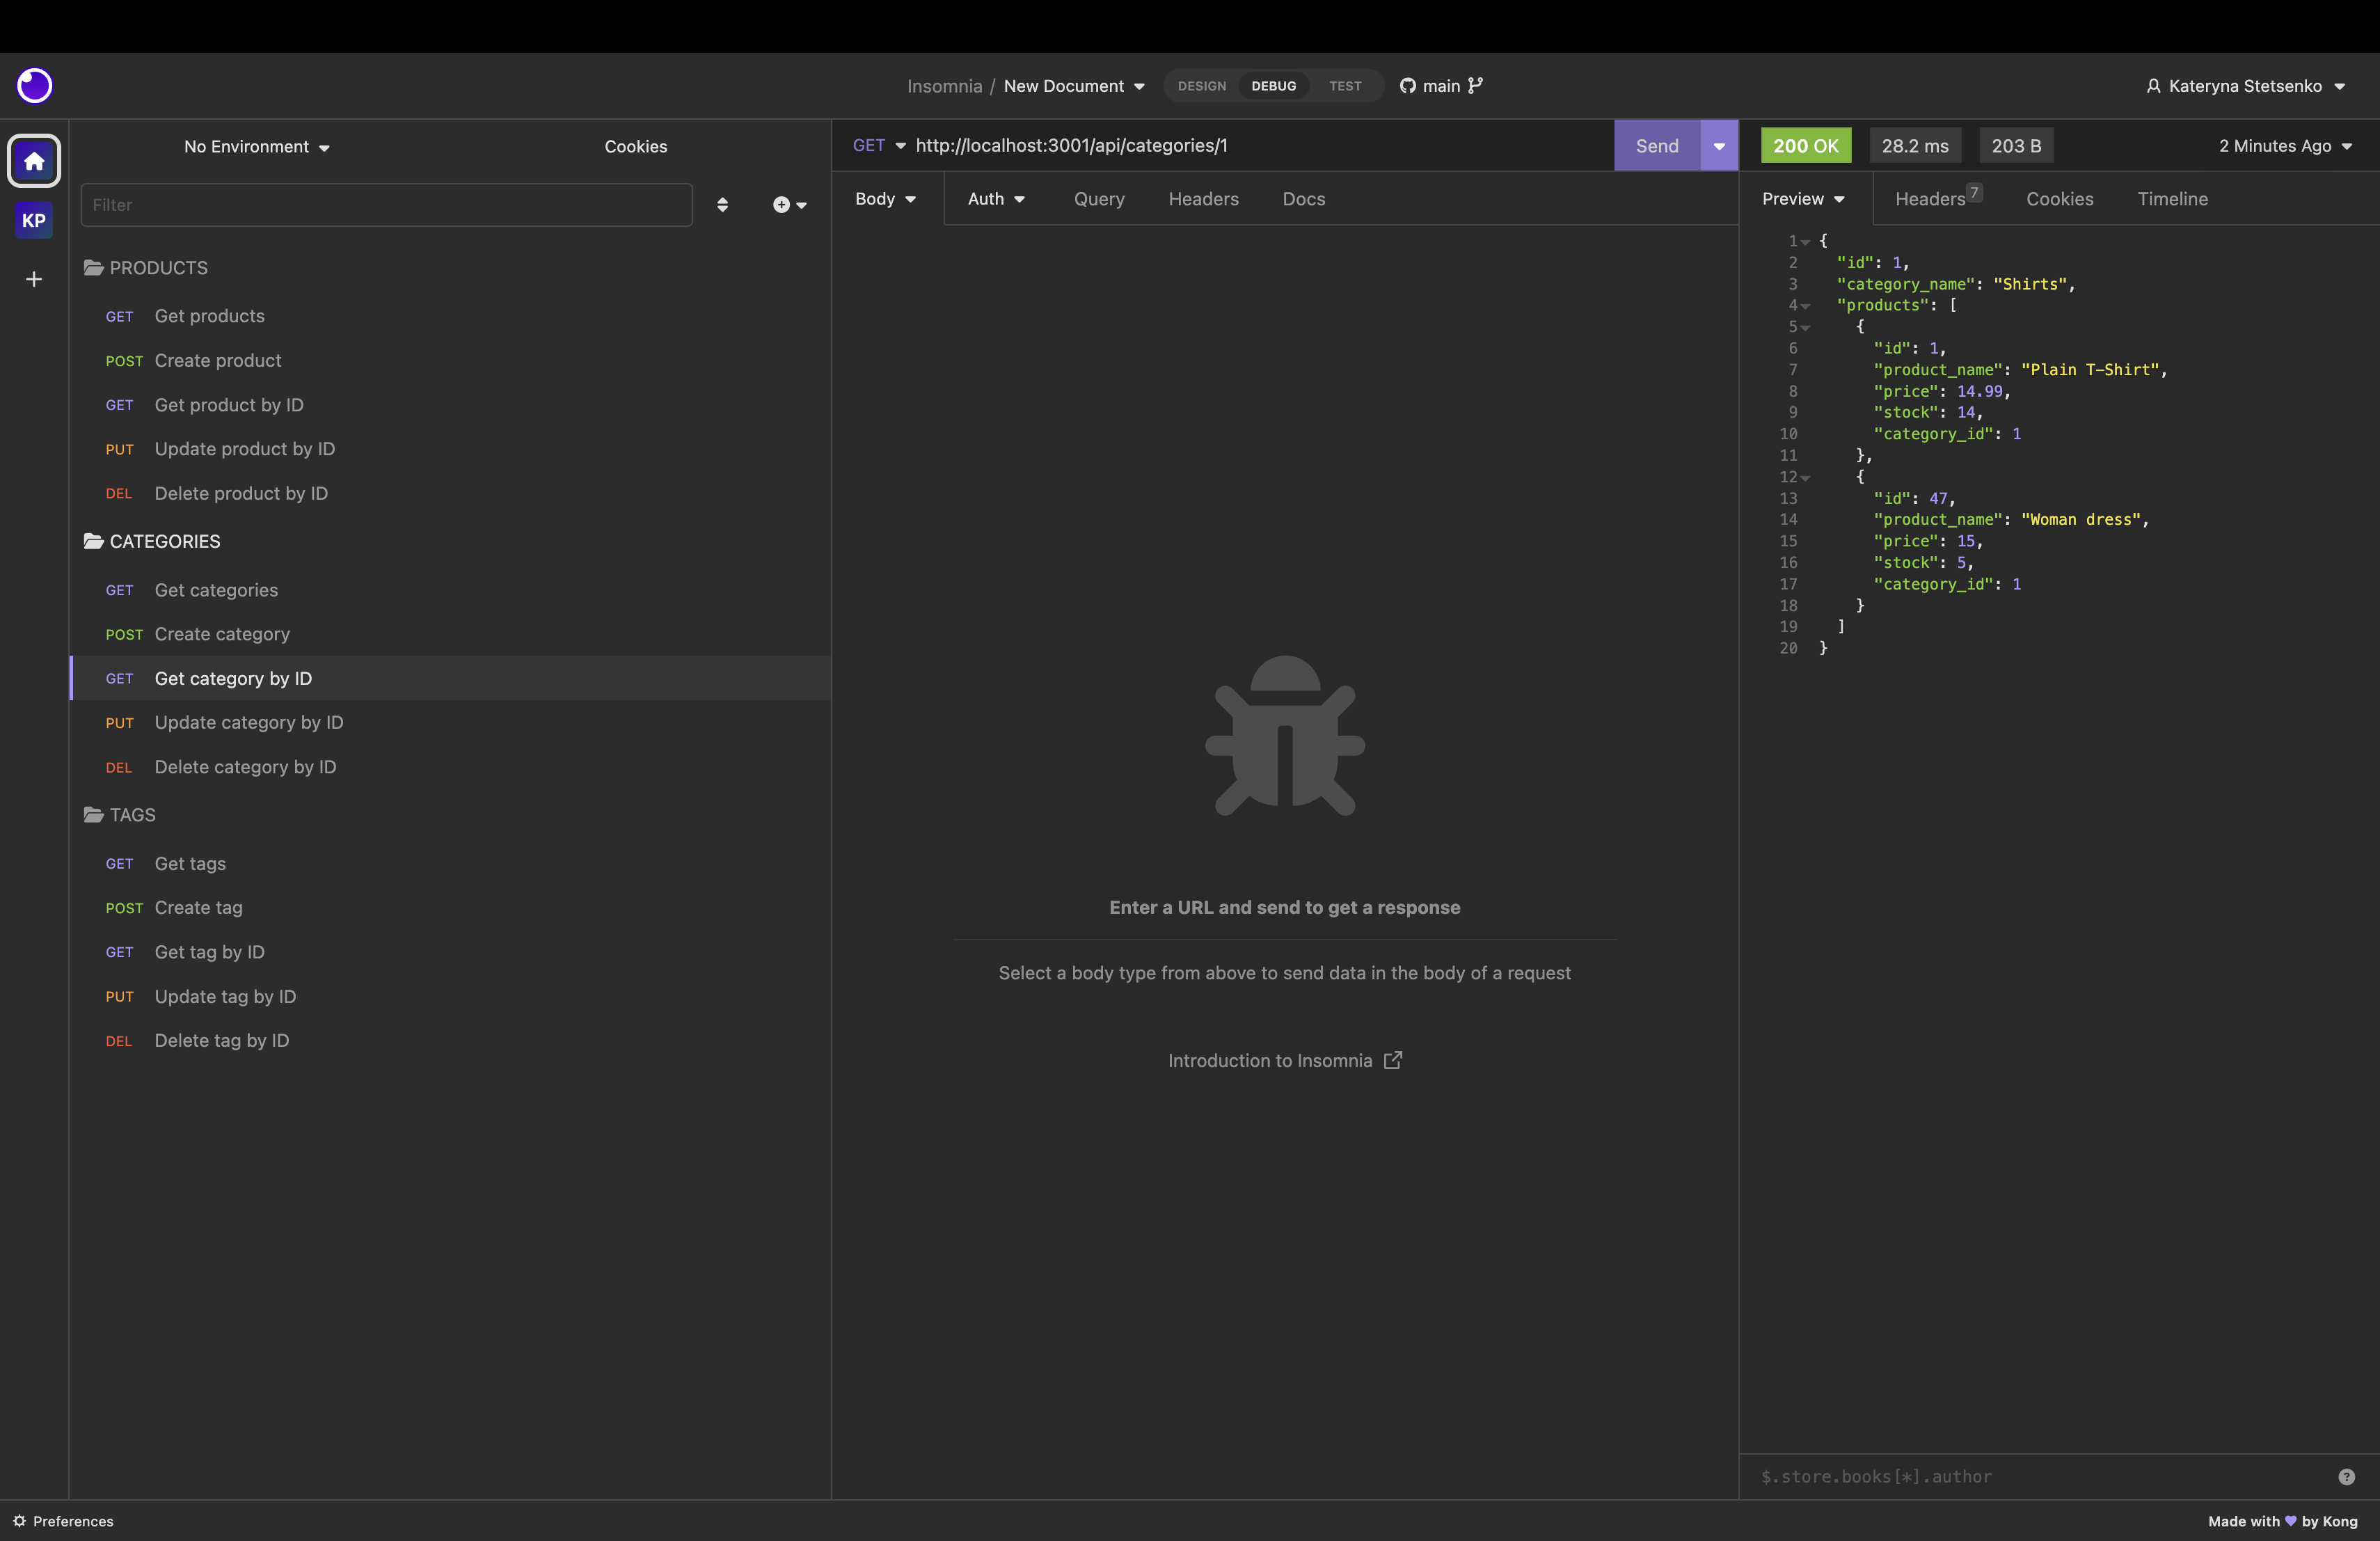 Insomnia / New Document
DESIGN DEBUG TEST
main
Kateryna Stetsenko
KP
No Environment
Cookies
Filter
PRODUCTS
GET Get products
POST Create product
GET Get product by ID
PUT Update product by ID
DEL Delete product by ID
CATEGORIES
GET Get categories
POST Create category
GET Get category by ID
PUT Update category by ID
DEL Delete category by ID
TAGS
GET Get tags
POST Create tag
GET Get tag by ID
PUT Update tag by ID
DEL Delete tag by ID
GET http://localhost:3001/api/categories/1
Send
Body Auth Query Headers Docs
Enter a URL and send to get a response
Select a body type from above to send data in the body of a request
Introduction to Insomnia
200 OK 28.2 ms 203 B 2 Minutes Ago
Preview Headers 7 Cookies Timeline
1 {
2 "id": 1,
3 "category_name": "Shirts",
4 "products": [
5 {
6 "id": 1,
7 "product_name": "Plain T-Shirt",
8 "price": 14.99,
9 "stock": 14,
10 "category_id": 1
11 },
12 {
13 "id": 47,
14 "product_name": "Woman dress",
15 "price": 15,
16 "stock": 5,
17 "category_id": 1
18 }
19 ]
20 }
$.store.books[*].author
?
Preferences
Made with 💜 by Kong